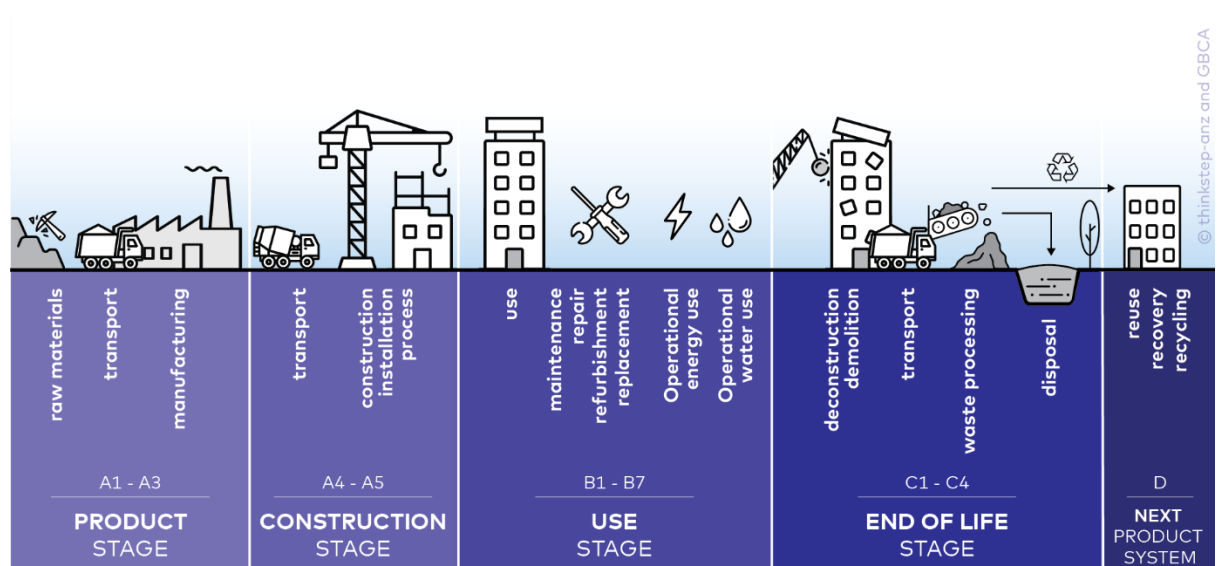 © thinkstep-anz and GBCA
raw materials
transport
manufacturing
transport
construction
installation
process
use
maintenance
repair
refurbishment
replacement
Operational
energy use
Operational
water use
deconstruction
demolition
transport
waste processing
disposal
reuse
recovery
recycling
A1 - A3
PRODUCT
STAGE
A4 - A5
CONSTRUCTION
STAGE
B1 - B7
USE
STAGE
C1 - C4
END OF LIFE
STAGE
D
NEXT
PRODUCT
SYSTEM